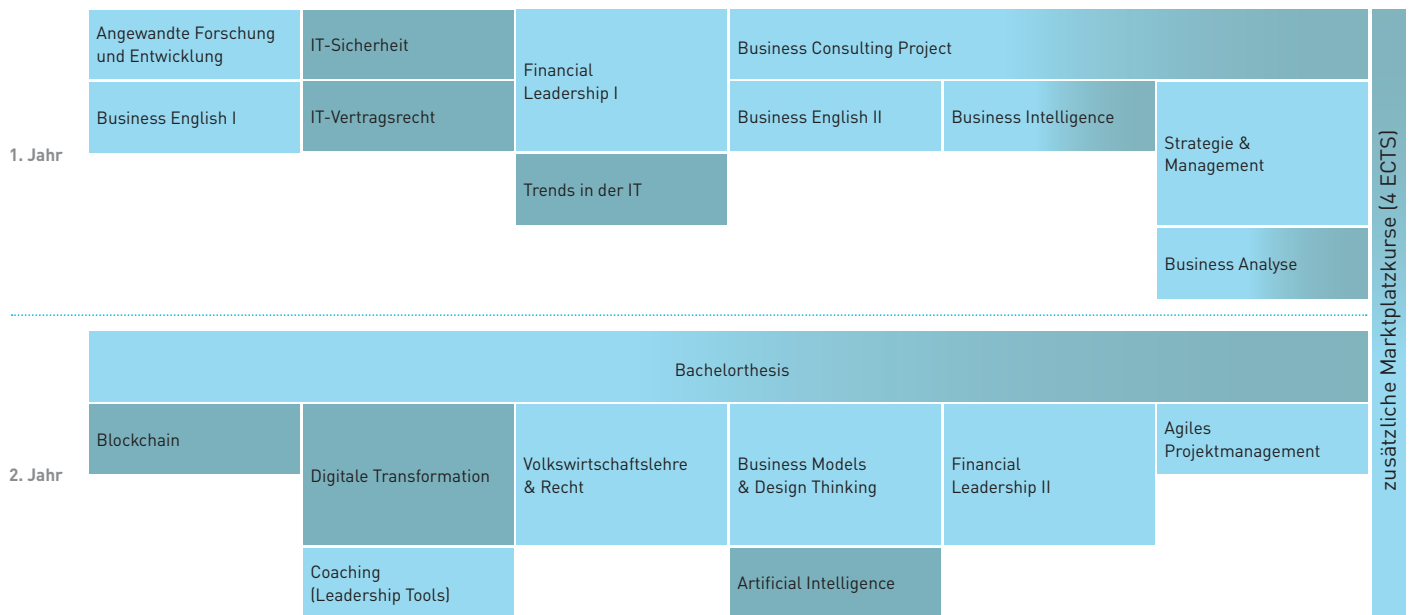 Angewandte Forschung
und Entwicklung
IT-Sicherheit
Financial
Leadership I
Business Consulting Project
Business English I
IT-Vertragsrecht
Business English II
Business Intelligence
Strategie &
Management
1. Jahr
Trends in der IT
Business Analyse
Bachelorthesis
Blockchain
Digitale Transformation
Volkswirtschaftslehre
& Recht
Business Models
& Design Thinking
Financial
Leadership II
Agiles
Projektmanagement
2. Jahr
Coaching
(Leadership Tools)
Artificial Intelligence
zusätzliche Marktplatzkurse (4 ECTS)